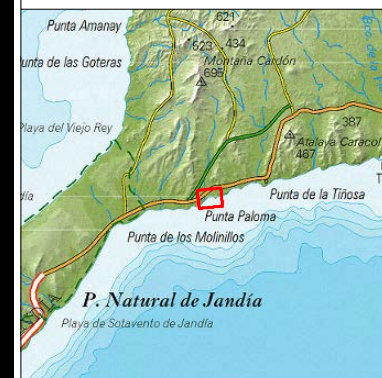 621
Punta Amanay
623
434
Montaña Cardón
695
unta de las Goteras
387
Playa del Viejo Rey
Atalaya Caracol
467
día
Punta de la Tiñosa
Punta Paloma
Punta de los Molinillos
P. Natural de Jandía
Playa de Sotavento de Jandía